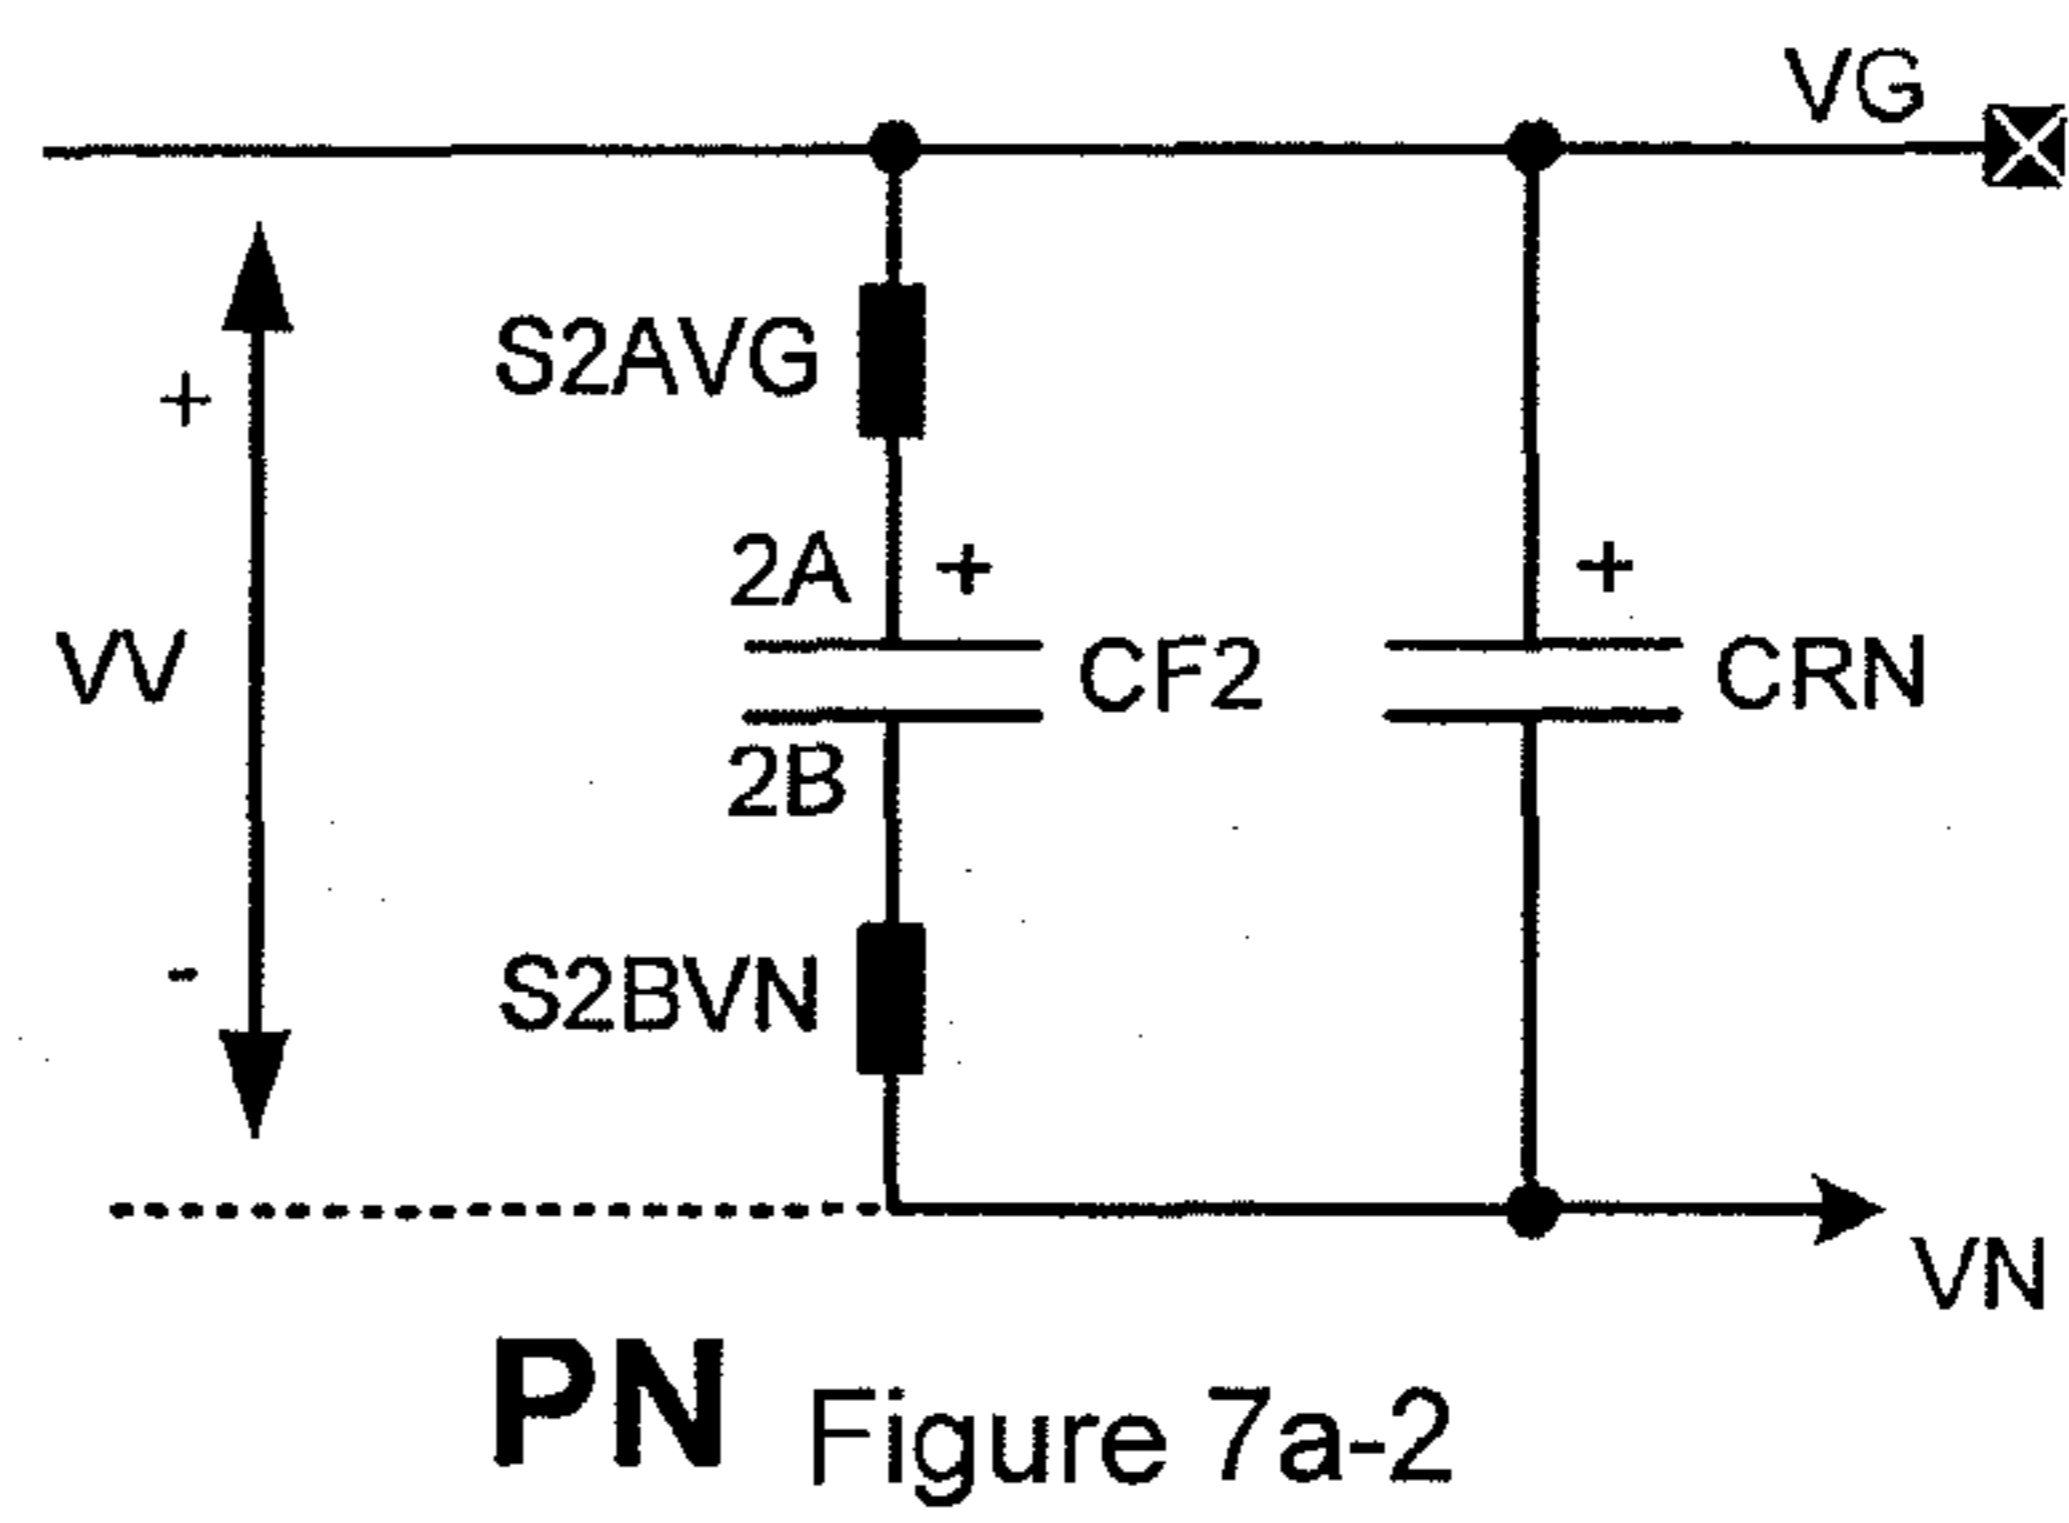 VG
S2AVG
+
2A +
+
VV
CF2
CRN
2B
-
S2BVN
VN
PN Figure 7a-2